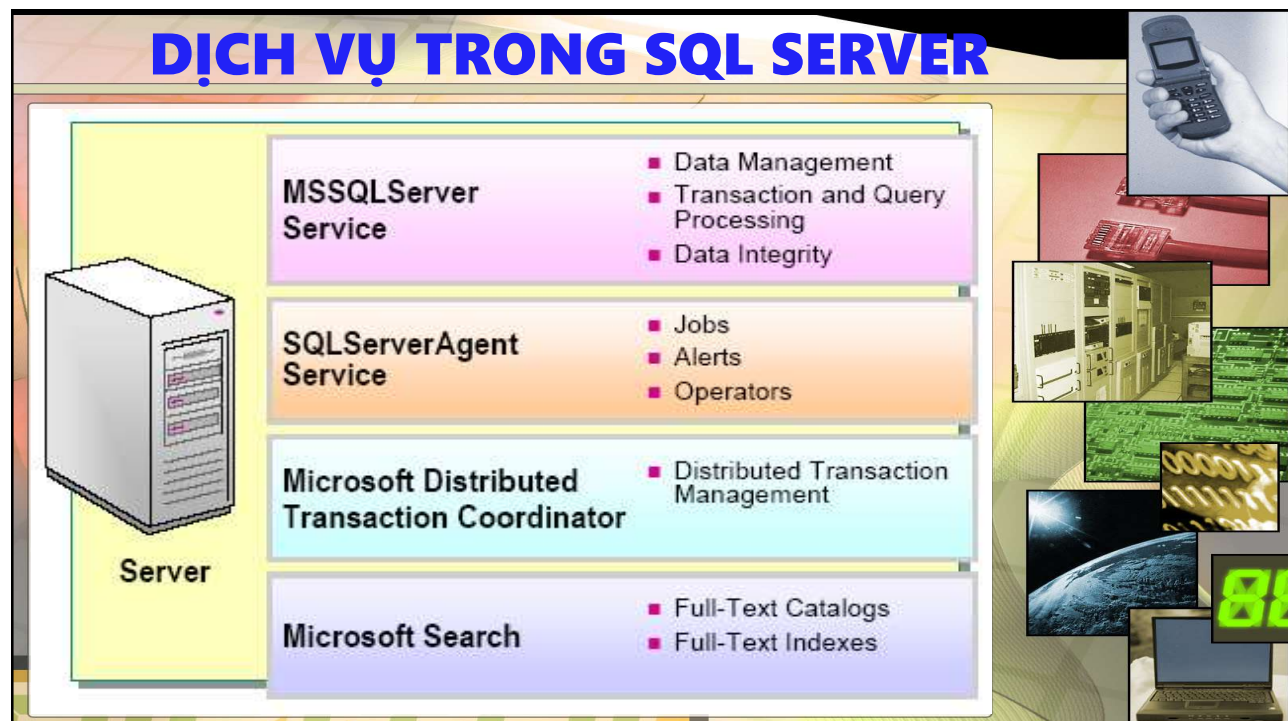 DỊCH VỤ TRONG SQL SERVER
MSSQLServer
Service
■ Data Management
■ Transaction and Query
Processing
■ Data Integrity
SQLServerAgent
Service
■ Jobs
■ Alerts
■ Operators
Microsoft Distributed
Transaction Coordinator
■ Distributed Transaction
Management
Server
Microsoft Search
■ Full-Text Catalogs
■ Full-Text Indexes